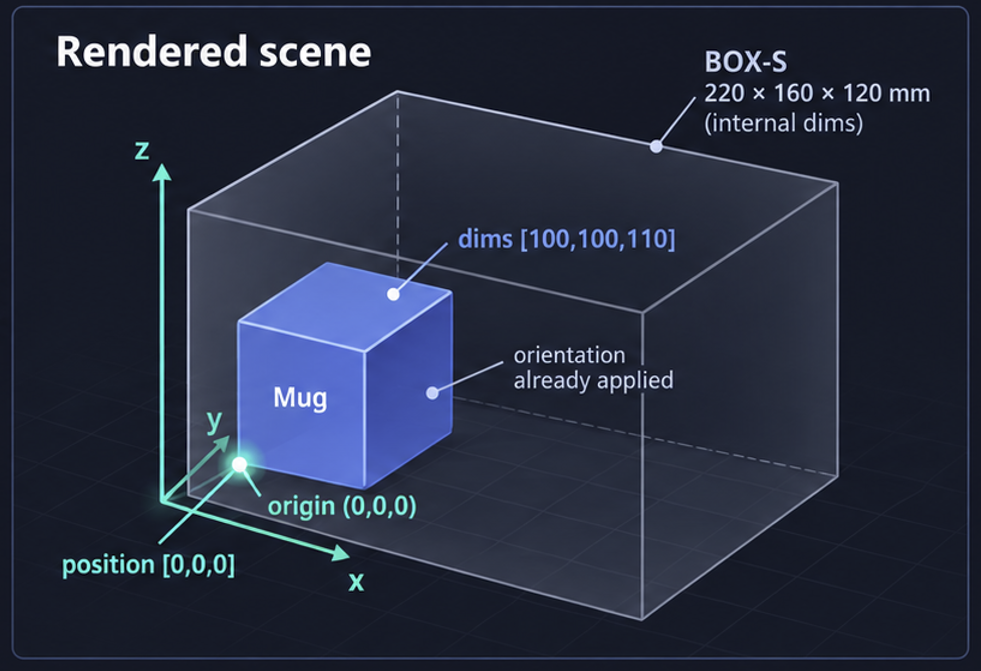 Rendered scene
BOX-S
220 × 160 × 120 mm
(internal dims)
z
dims [100,100,110]
orientation
already applied
Mug
y
origin (0,0,0)
position [0,0,0]
x